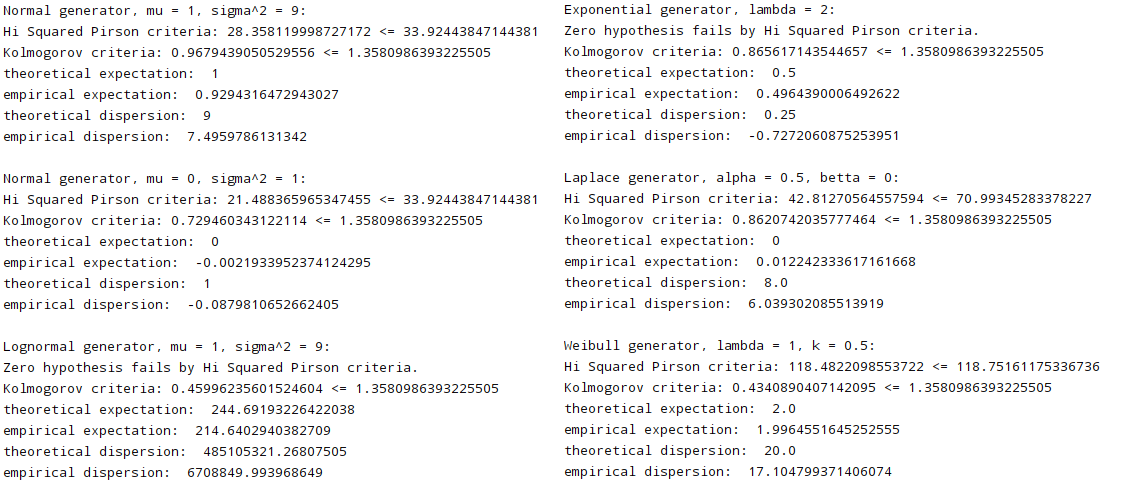 Normal generator, mu = 1, sigma^2 = 9:
Hi Squared Pirson criteria: 28.358119998727172 <= 33.92443847144381
Kolmogorov criteria: 0.9679439050529556 <= 1.3580986393225505
theoretical expectation:  1
empirical expectation:  0.9294316472943027
theoretical dispersion:  9
empirical dispersion:  7.4959786131342

Normal generator, mu = 0, sigma^2 = 1:
Hi Squared Pirson criteria: 21.488365965347455 <= 33.92443847144381
Kolmogorov criteria: 0.729460343122114 <= 1.3580986393225505
theoretical expectation:  0
empirical expectation:  -0.0021933952374124295
theoretical dispersion:  1
empirical dispersion:  -0.0879810652662405

Lognormal generator, mu = 1, sigma^2 = 9:
Zero hypothesis fails by Hi Squared Pirson criteria.
Kolmogorov criteria: 0.45996235601524604 <= 1.3580986393225505
theoretical expectation:  244.69193226422038
empirical expectation:  214.6402940382709
theoretical dispersion:  485105321.26807505
empirical dispersion:  6708849.993968649

Exponential generator, lambda = 2:
Zero hypothesis fails by Hi Squared Pirson criteria.
Kolmogorov criteria: 0.865617143544657 <= 1.3580986393225505
theoretical expectation:  0.5
empirical expectation:  0.4964390006492622
theoretical dispersion:  0.25
empirical dispersion:  -0.7272060875253951

Laplace generator, alpha = 0.5, betta = 0:
Hi Squared Pirson criteria: 42.81270564557594 <= 70.99345283378227
Kolmogorov criteria: 0.8620742035777464 <= 1.3580986393225505
theoretical expectation:  0
empirical expectation:  0.012242333617161668
theoretical dispersion:  8.0
empirical dispersion:  6.039302085513919

Weibull generator, lambda = 1, k = 0.5:
Hi Squared Pirson criteria: 118.4822098553722 <= 118.75161175336736
Kolmogorov criteria: 0.4340890407142095 <= 1.3580986393225505
theoretical expectation:  2.0
empirical expectation:  1.9964551645252555
theoretical dispersion:  20.0
empirical dispersion:  17.104799371406074